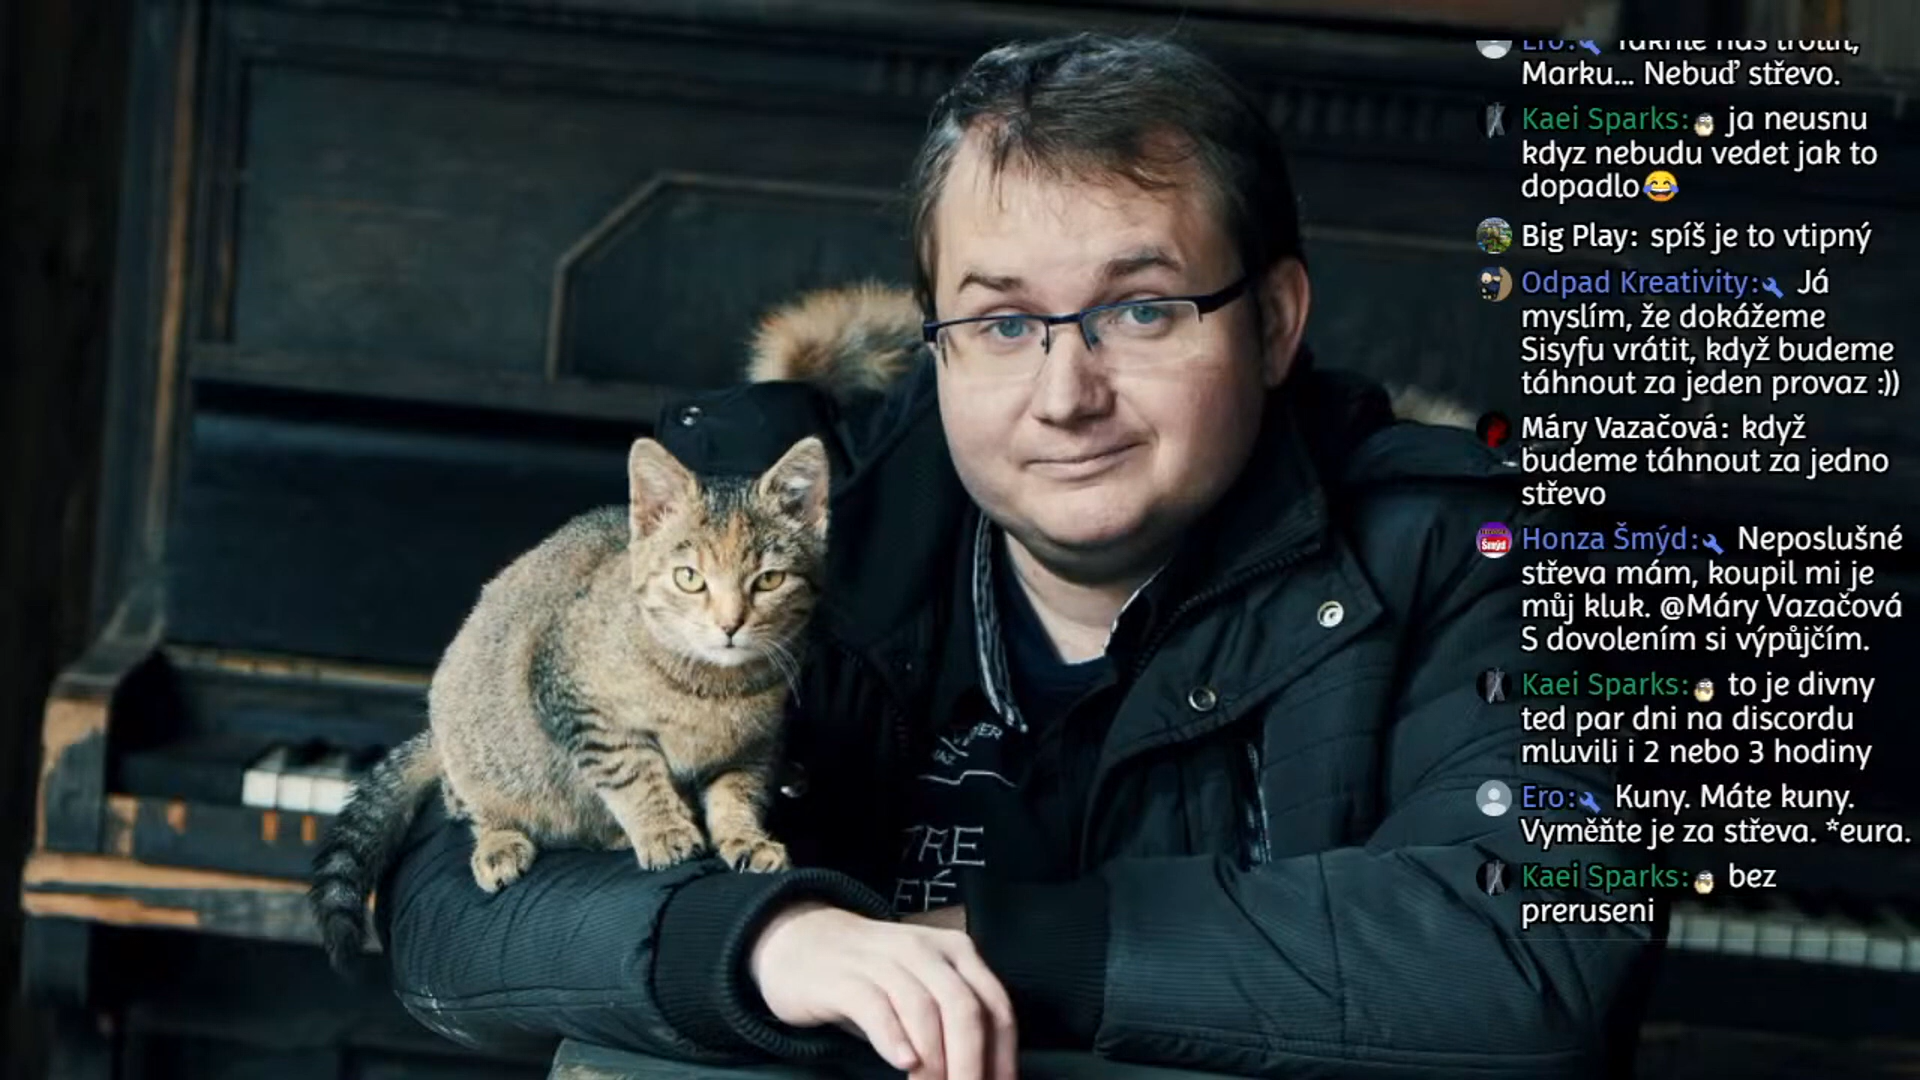 Marku... Nebuď střevo.
Kaei Sparks: ja neusnu
kdyz nebudu vedet jak to
dopadlo😂
Big Play: spíš je to vtipný
Odpad Kreativity: Já
myslím, že dokážeme
Sisyfu vrátit, když budeme
táhnout za jeden provaz :))
Máry Vazačová: když
budeme táhnout za jedno
střevo
Honza Šmýd: Neposlušné
střeva mám, koupil mi je
můj kluk. @Máry Vazačová
S dovolením si výpůjčím.
Kaei Sparks: to je divny
ted par dni na discordu
mluvili i 2 nebo 3 hodiny
Ero: Kuny. Máte kuny.
Vyměňte je za střeva. *eura.
Kaei Sparks: bez
preruseni